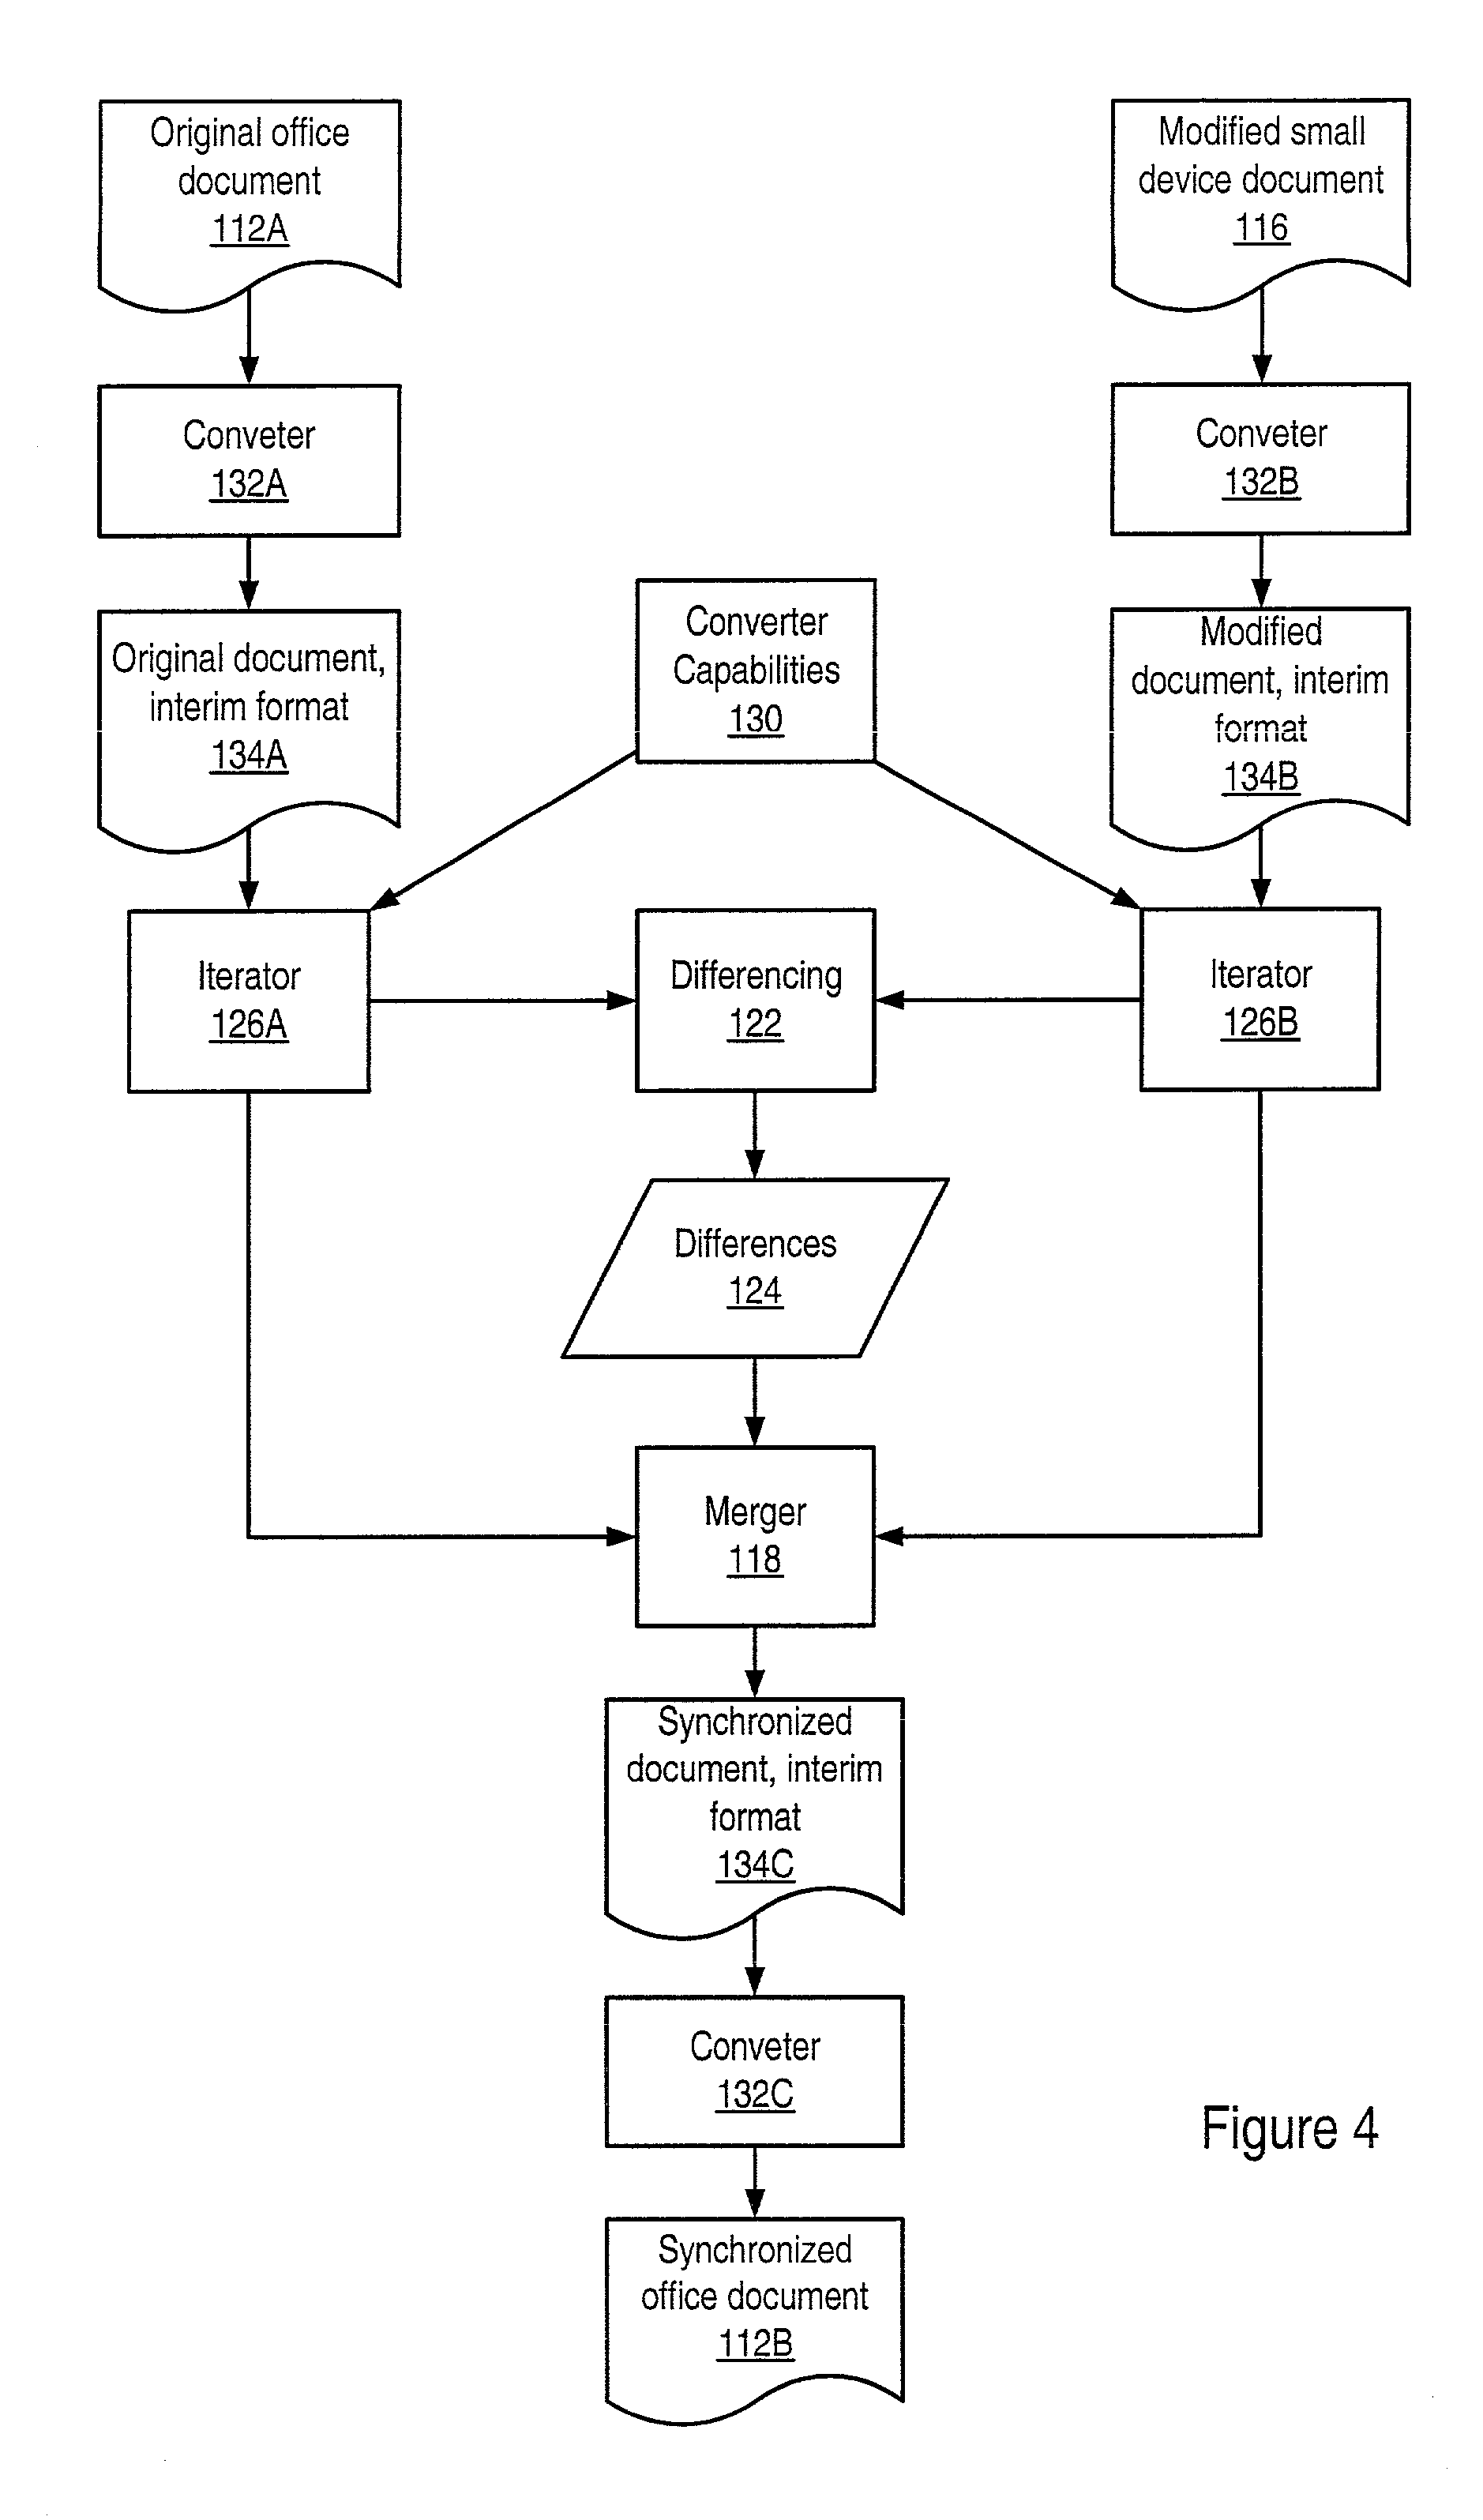 Original office
document
112A
Modified small
device document
116
Conveter
132A
Conveter
132B
Original document,
interim format
134A
Converter
Capabilities
130
Modified
document, interim
format
134B
Iterator
126A
Differencing
122
Iterator
126B
Differences
124
Merger
118
Synchronized
document, interim
format
134C
Conveter
132C
Figure 4
Synchronized
office document
112B